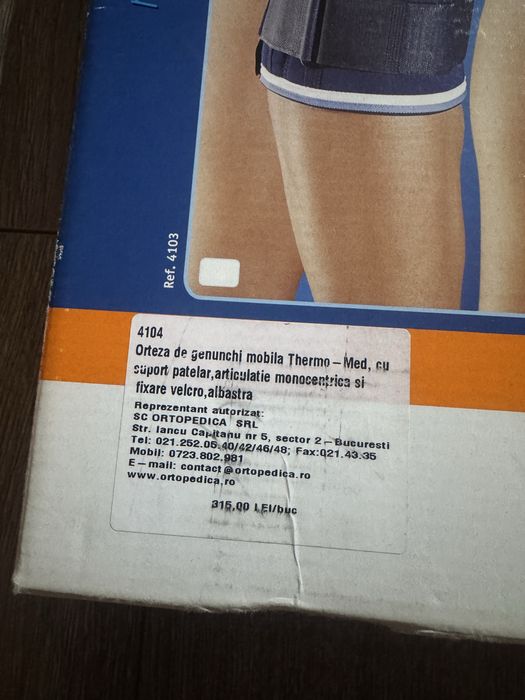 Ref. 4103
4104
Orteza de genunchi mobila Thermo-Med, cu
suport patelar,articulatie monocentrica si
fixare velcro,albastra
Reprezentant autorizat:
SC ORTOPEDICA SRL
Str. Iancu Capitanu nr 5, sector 2-Bucuresti
Tel: 021.252.05.40/42/46/48; Fax:021.43.35
Mobil: 0723.802.981
E-mail: contact@ortopedica.ro
www.ortopedica.ro
315,00 LEI/buc